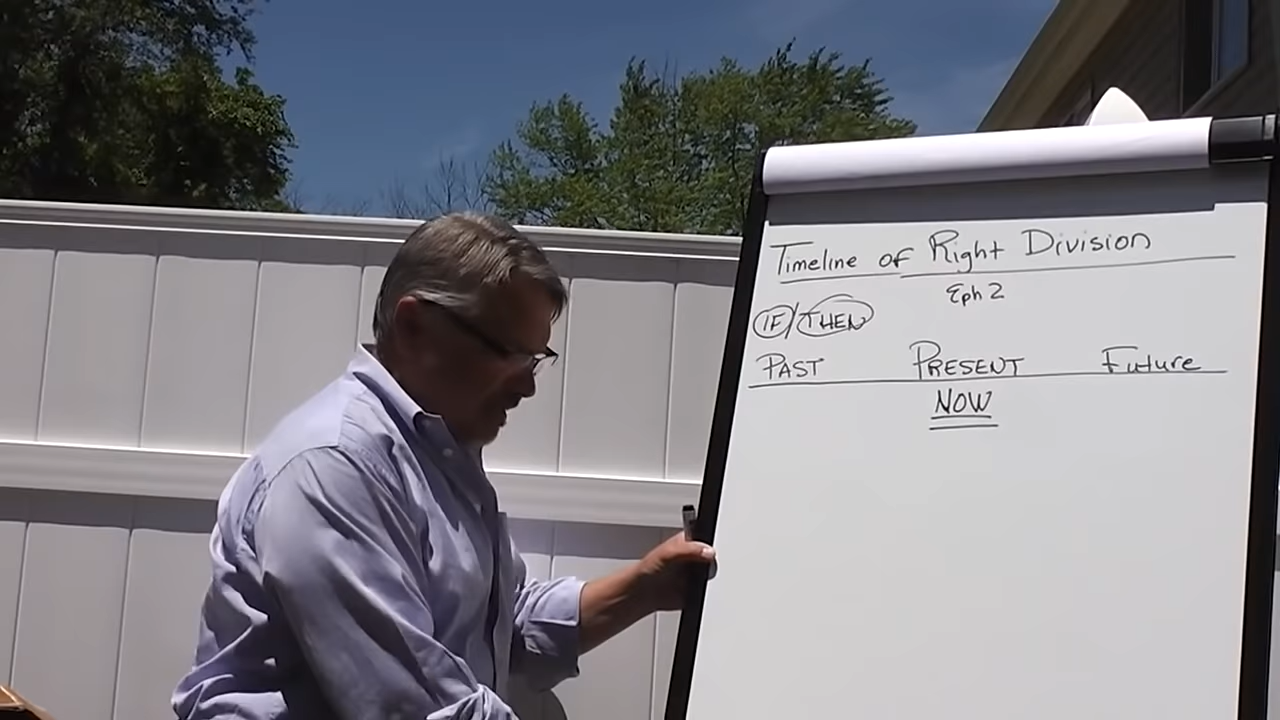 Timeline of Right Division
Eph 2
IF/THEN
PAST PRESENT Future
NOW